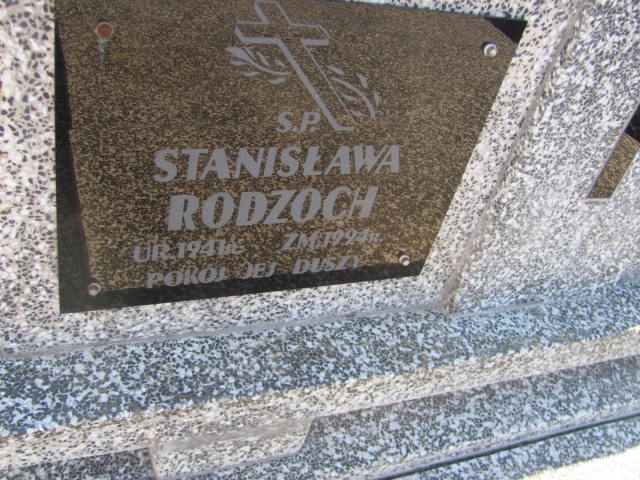 Ś.P.
STANISŁAWA
RODZOCH
UR. 1941r. ZM. 1994r.
POKÓJ JEJ DUSZY